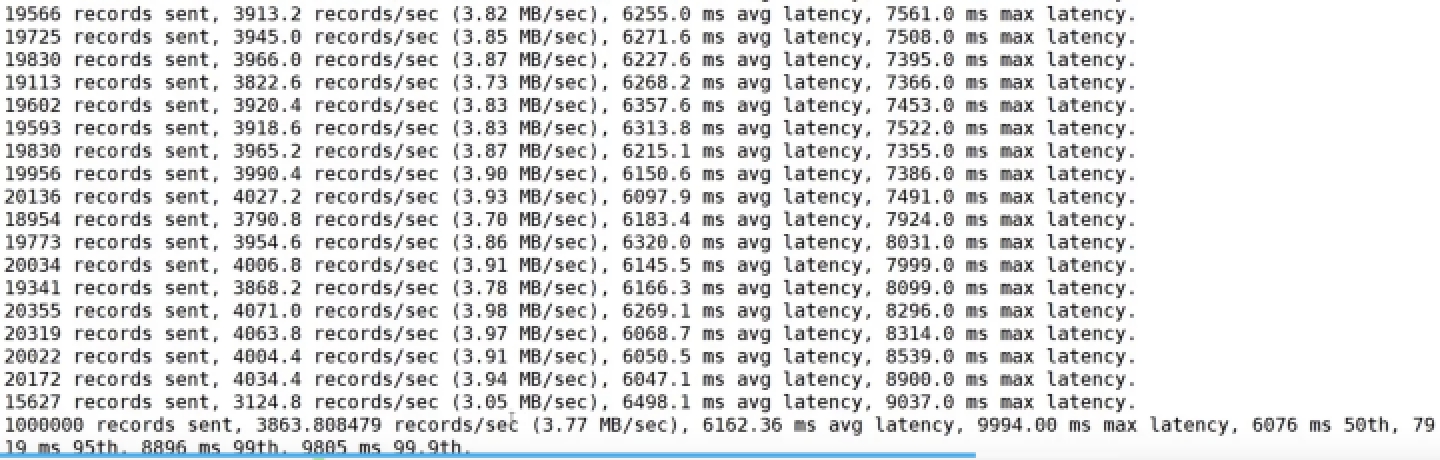 19566 records sent, 3913.2 records/sec (3.82 MB/sec), 6255.0 ms avg latency, 7561.0 ms max latency.
19725 records sent, 3945.0 records/sec (3.85 MB/sec), 6271.6 ms avg latency, 7508.0 ms max latency.
19830 records sent, 3966.0 records/sec (3.87 MB/sec), 6227.6 ms avg latency, 7395.0 ms max latency.
19113 records sent, 3822.6 records/sec (3.73 MB/sec), 6268.2 ms avg latency, 7366.0 ms max latency.
19602 records sent, 3920.4 records/sec (3.83 MB/sec), 6357.6 ms avg latency, 7453.0 ms max latency.
19593 records sent, 3918.6 records/sec (3.83 MB/sec), 6313.8 ms avg latency, 7522.0 ms max latency.
19830 records sent, 3965.2 records/sec (3.87 MB/sec), 6215.1 ms avg latency, 7355.0 ms max latency.
19956 records sent, 3990.4 records/sec (3.90 MB/sec), 6150.6 ms avg latency, 7386.0 ms max latency.
20136 records sent, 4027.2 records/sec (3.93 MB/sec), 6097.9 ms avg latency, 7491.0 ms max latency.
18954 records sent, 3790.8 records/sec (3.70 MB/sec), 6183.4 ms avg latency, 7924.0 ms max latency.
19773 records sent, 3954.6 records/sec (3.86 MB/sec), 6320.0 ms avg latency, 8031.0 ms max latency.
20034 records sent, 4006.8 records/sec (3.91 MB/sec), 6145.5 ms avg latency, 7999.0 ms max latency.
19341 records sent, 3868.2 records/sec (3.78 MB/sec), 6166.3 ms avg latency, 8099.0 ms max latency.
20355 records sent, 4071.0 records/sec (3.98 MB/sec), 6269.1 ms avg latency, 8296.0 ms max latency.
20319 records sent, 4063.8 records/sec (3.97 MB/sec), 6068.7 ms avg latency, 8314.0 ms max latency.
20022 records sent, 4004.4 records/sec (3.91 MB/sec), 6050.5 ms avg latency, 8539.0 ms max latency.
20172 records sent, 4034.4 records/sec (3.94 MB/sec), 6047.1 ms avg latency, 8900.0 ms max latency.
15627 records sent, 3124.8 records/sec (3.05 MB/sec), 6498.1 ms avg latency, 9037.0 ms max latency.
1000000 records sent, 3863.808479 records/sec (3.77 MB/sec), 6162.36 ms avg latency, 9994.00 ms max latency, 6076 ms 50th, 79
19 ms 95th, 8896 ms 99th, 9805 ms 99.9th.